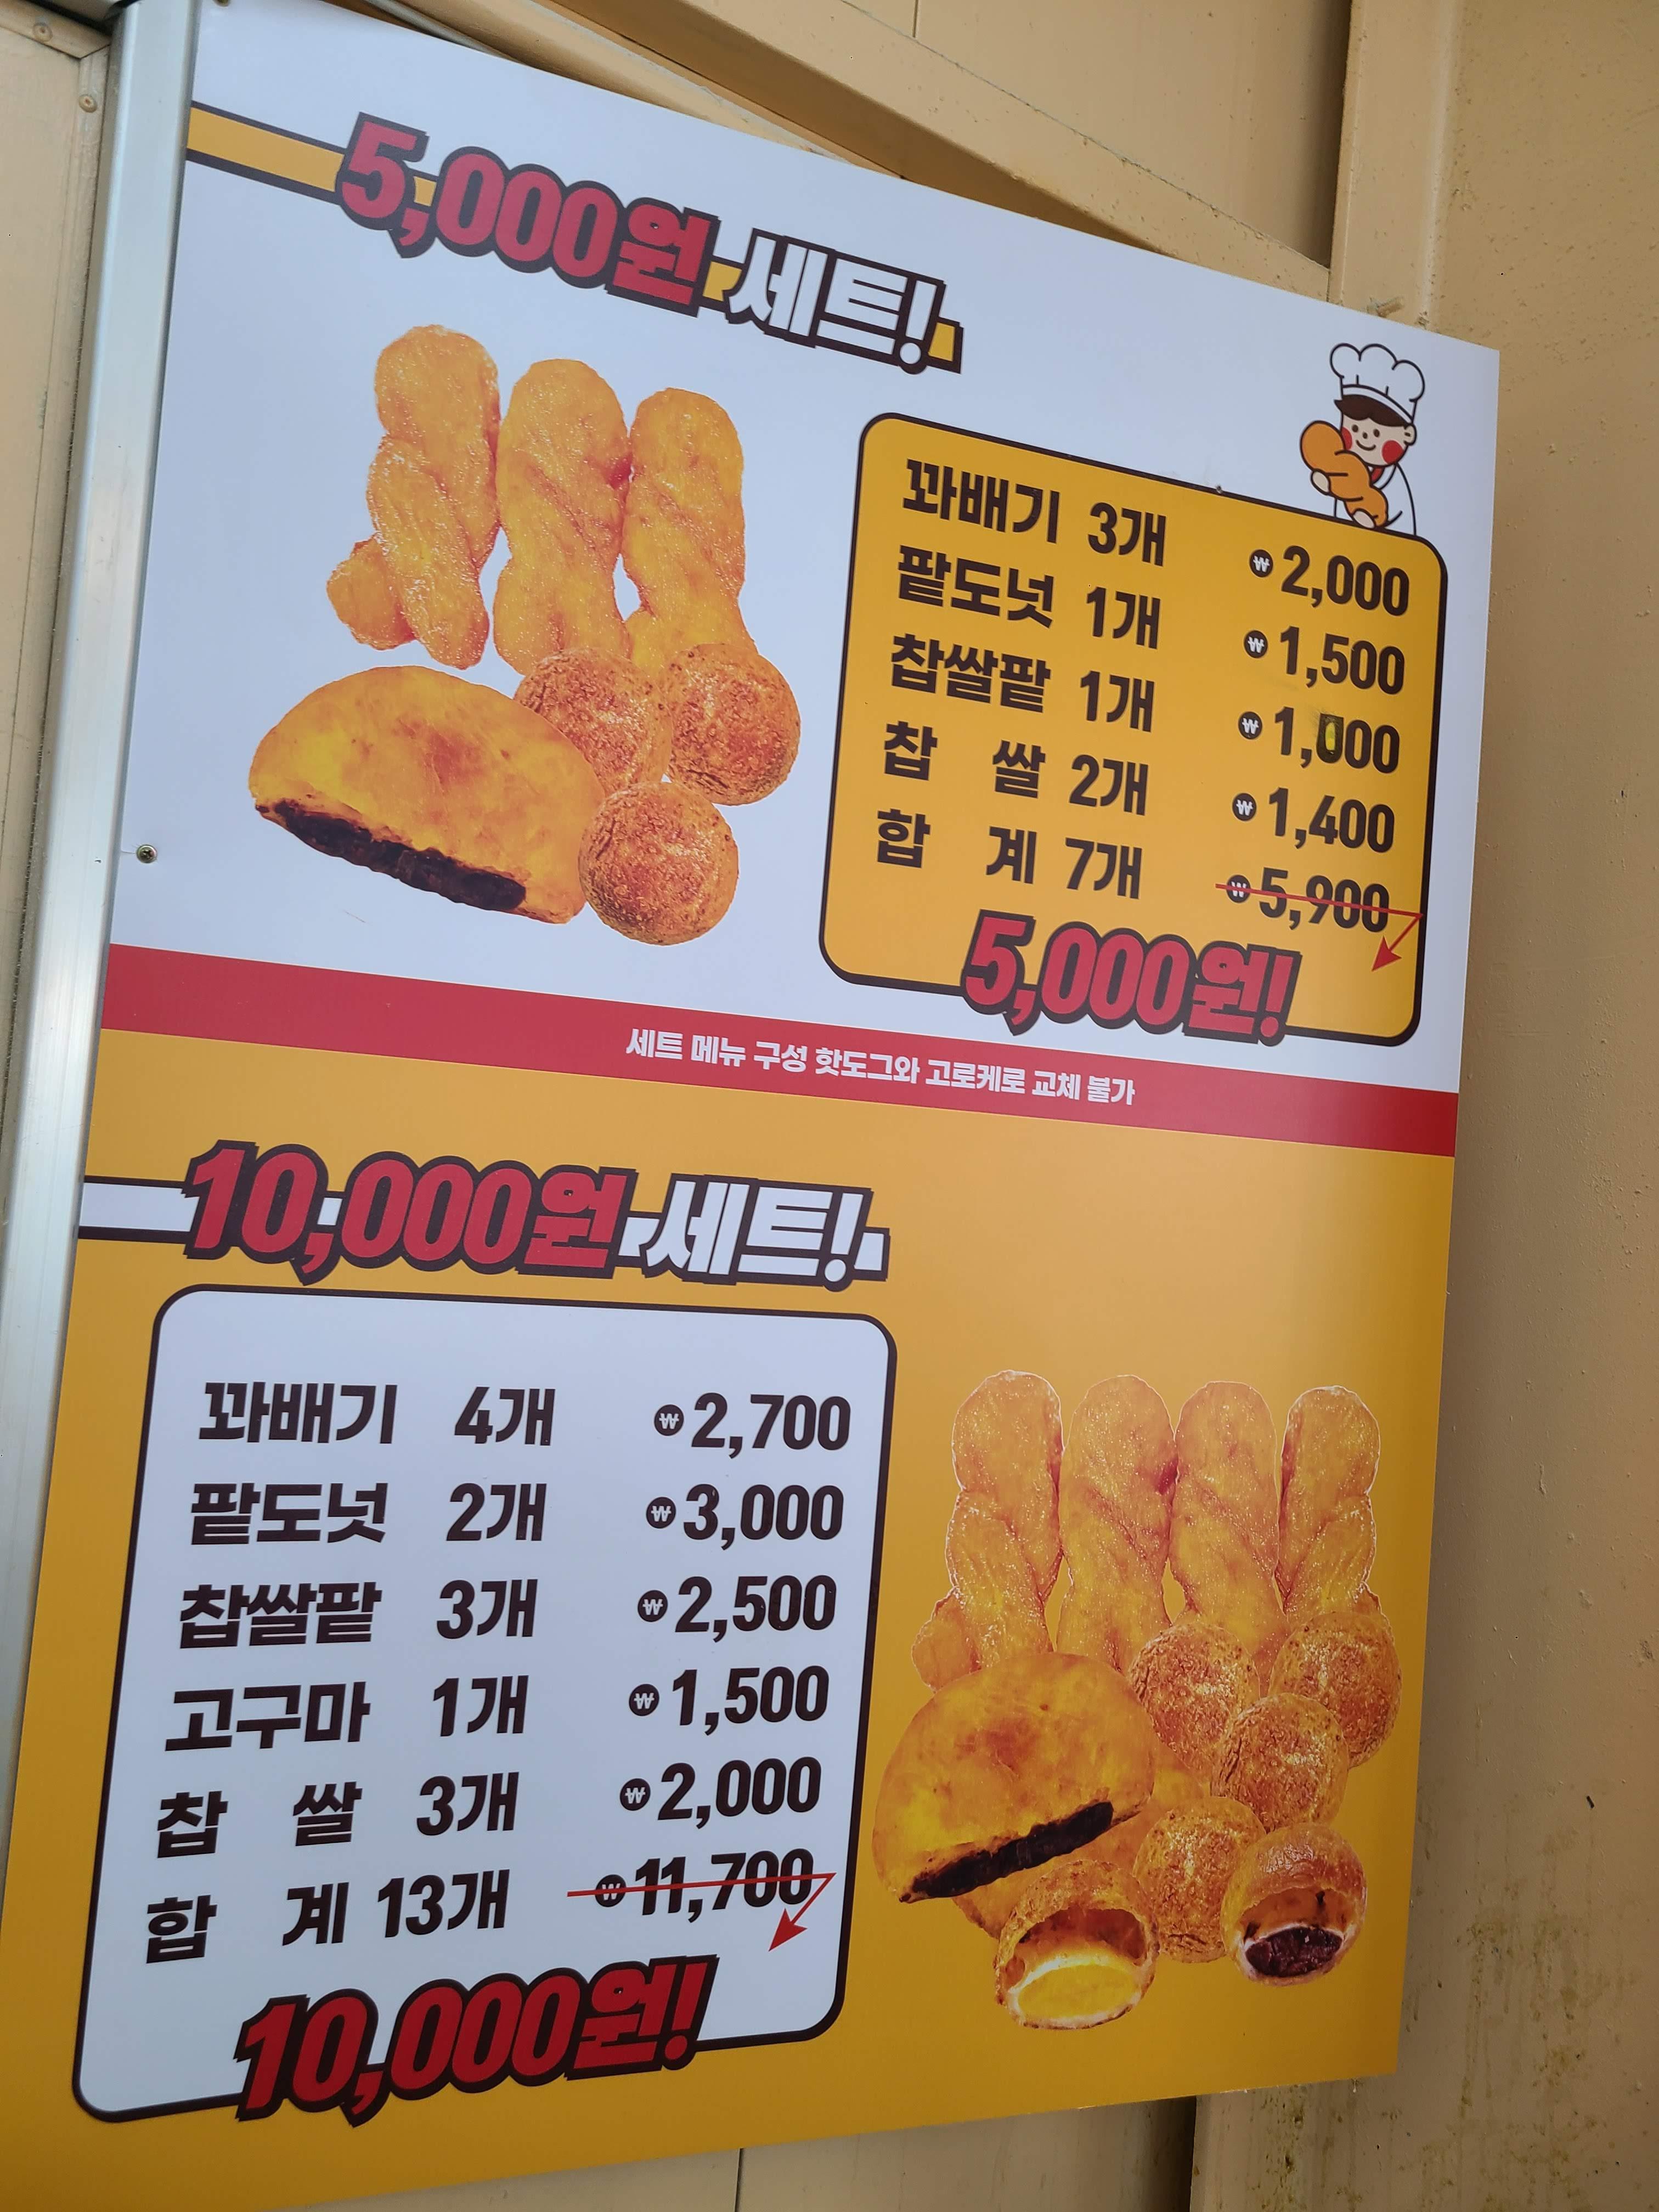 5,000원 세트!
꽈배기 3개 ₩2,000
팥도넛 1개 ₩1,500
찹쌀팥 1개 ₩1,000
찹 쌀 2개 ₩1,400
합 계 7개 ₩5,900
5,000원!
세트 메뉴 구성 핫도그와 고로케로 교체 불가
10,000원 세트!
꽈배기 4개 ₩2,700
팥도넛 2개 ₩3,000
찹쌀팥 3개 ₩2,500
고구마 1개 ₩1,500
찹 쌀 3개 ₩2,000
합 계 13개 ₩11,700
10,000원!